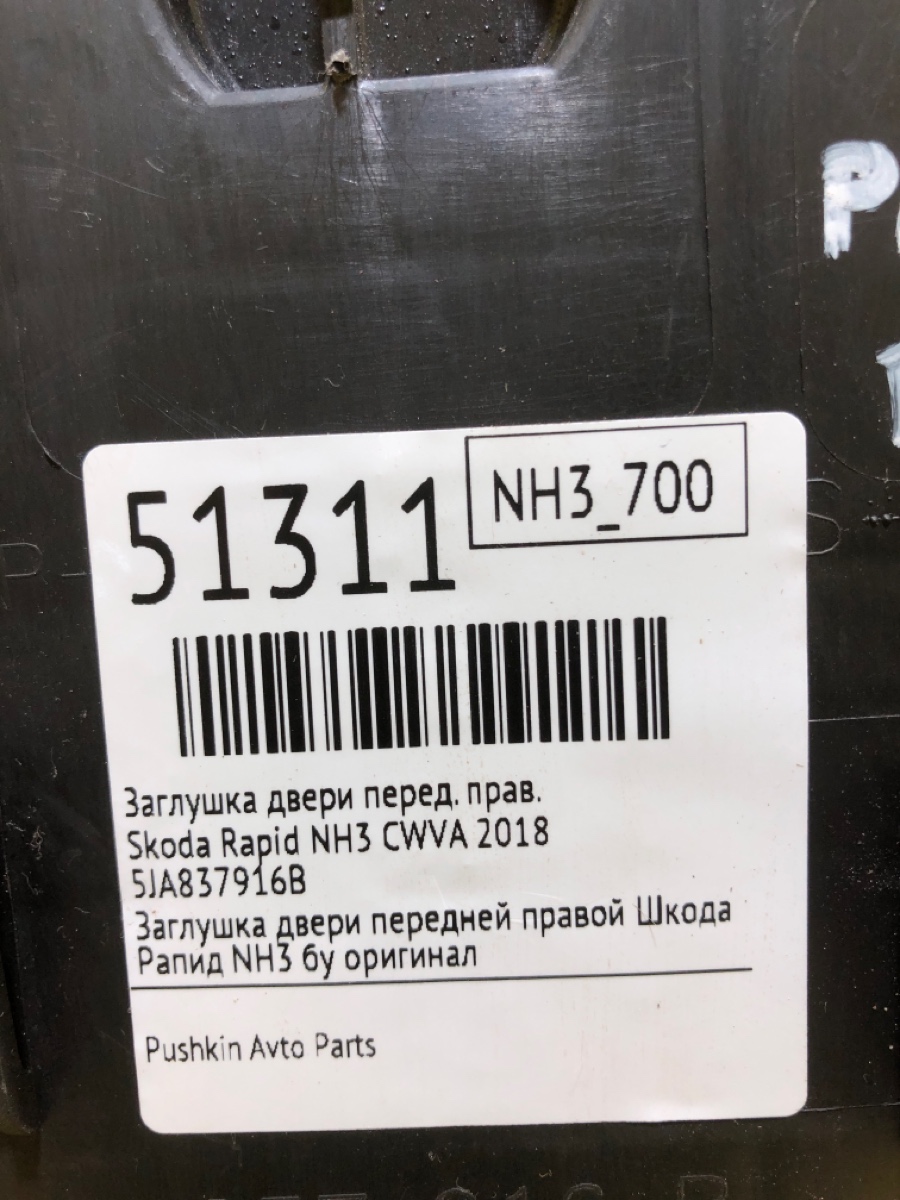 51311
NH3_700
Заглушка двери перед. прав.
Skoda Rapid NH3 CWVA 2018
5JA837916B
Заглушка двери передней правой Шкода
Рапид NH3 бу оригинал
Pushkin Avto Parts